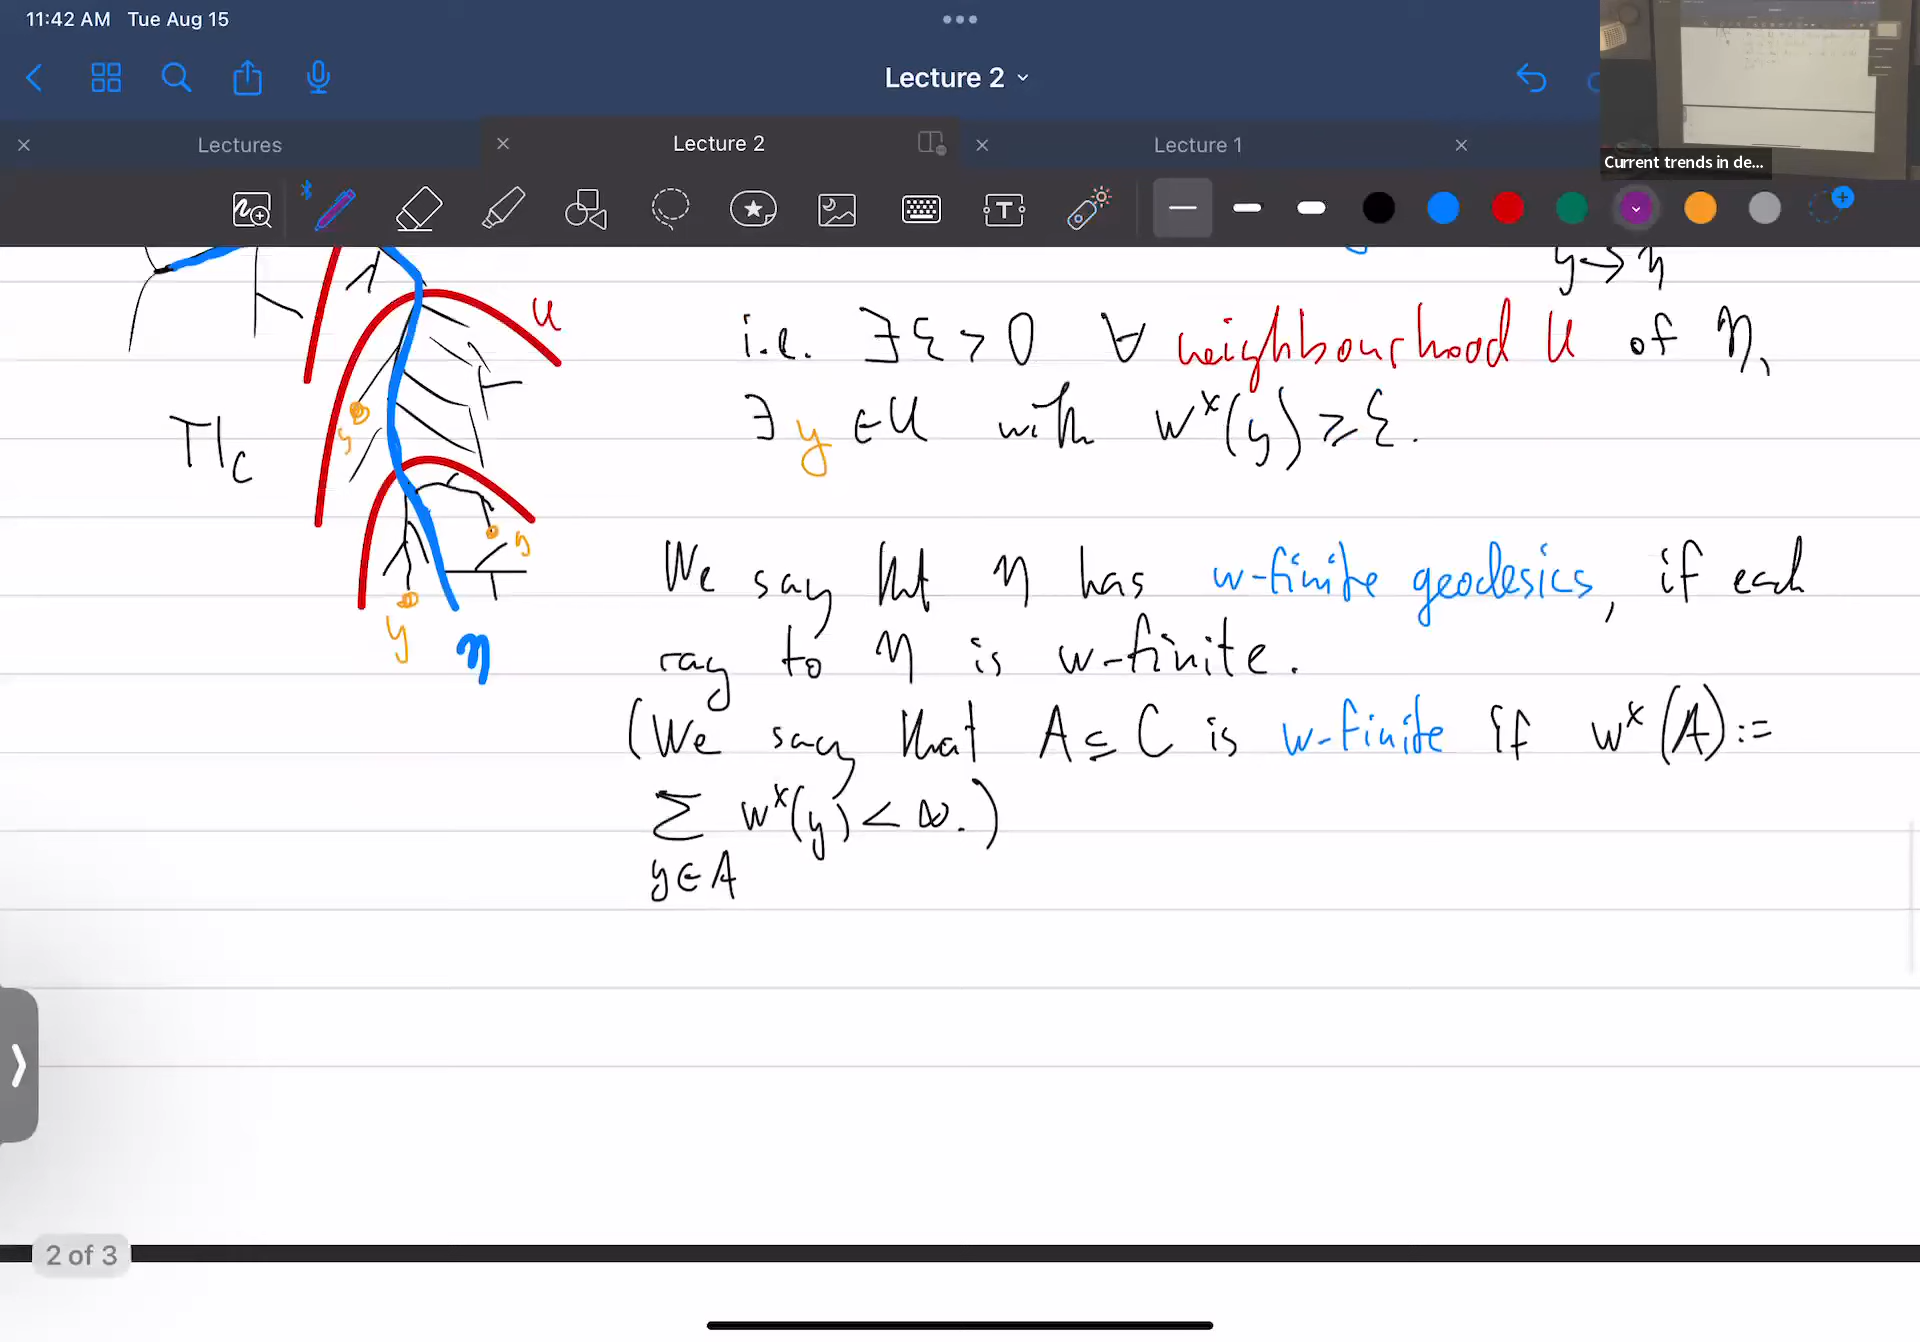 11:42 AM Tue Aug 15
Lecture 2
Current trends in de...
Lectures
Lecture 2
Lecture 1
y → η
U
i.e. ∃ ε > 0 ∀ neighbourhood U of η,
∃ y ∈ U with w^x(y) ≥ ε.
T|_C
y
y
y
η
We say that η has w-finite geodesics, if each
ray to η is w-finite.
(We say that A ⊆ C is w-finite if w^x(A) :=
∑ w^x(y) < ∞.)
y∈A
2 of 3